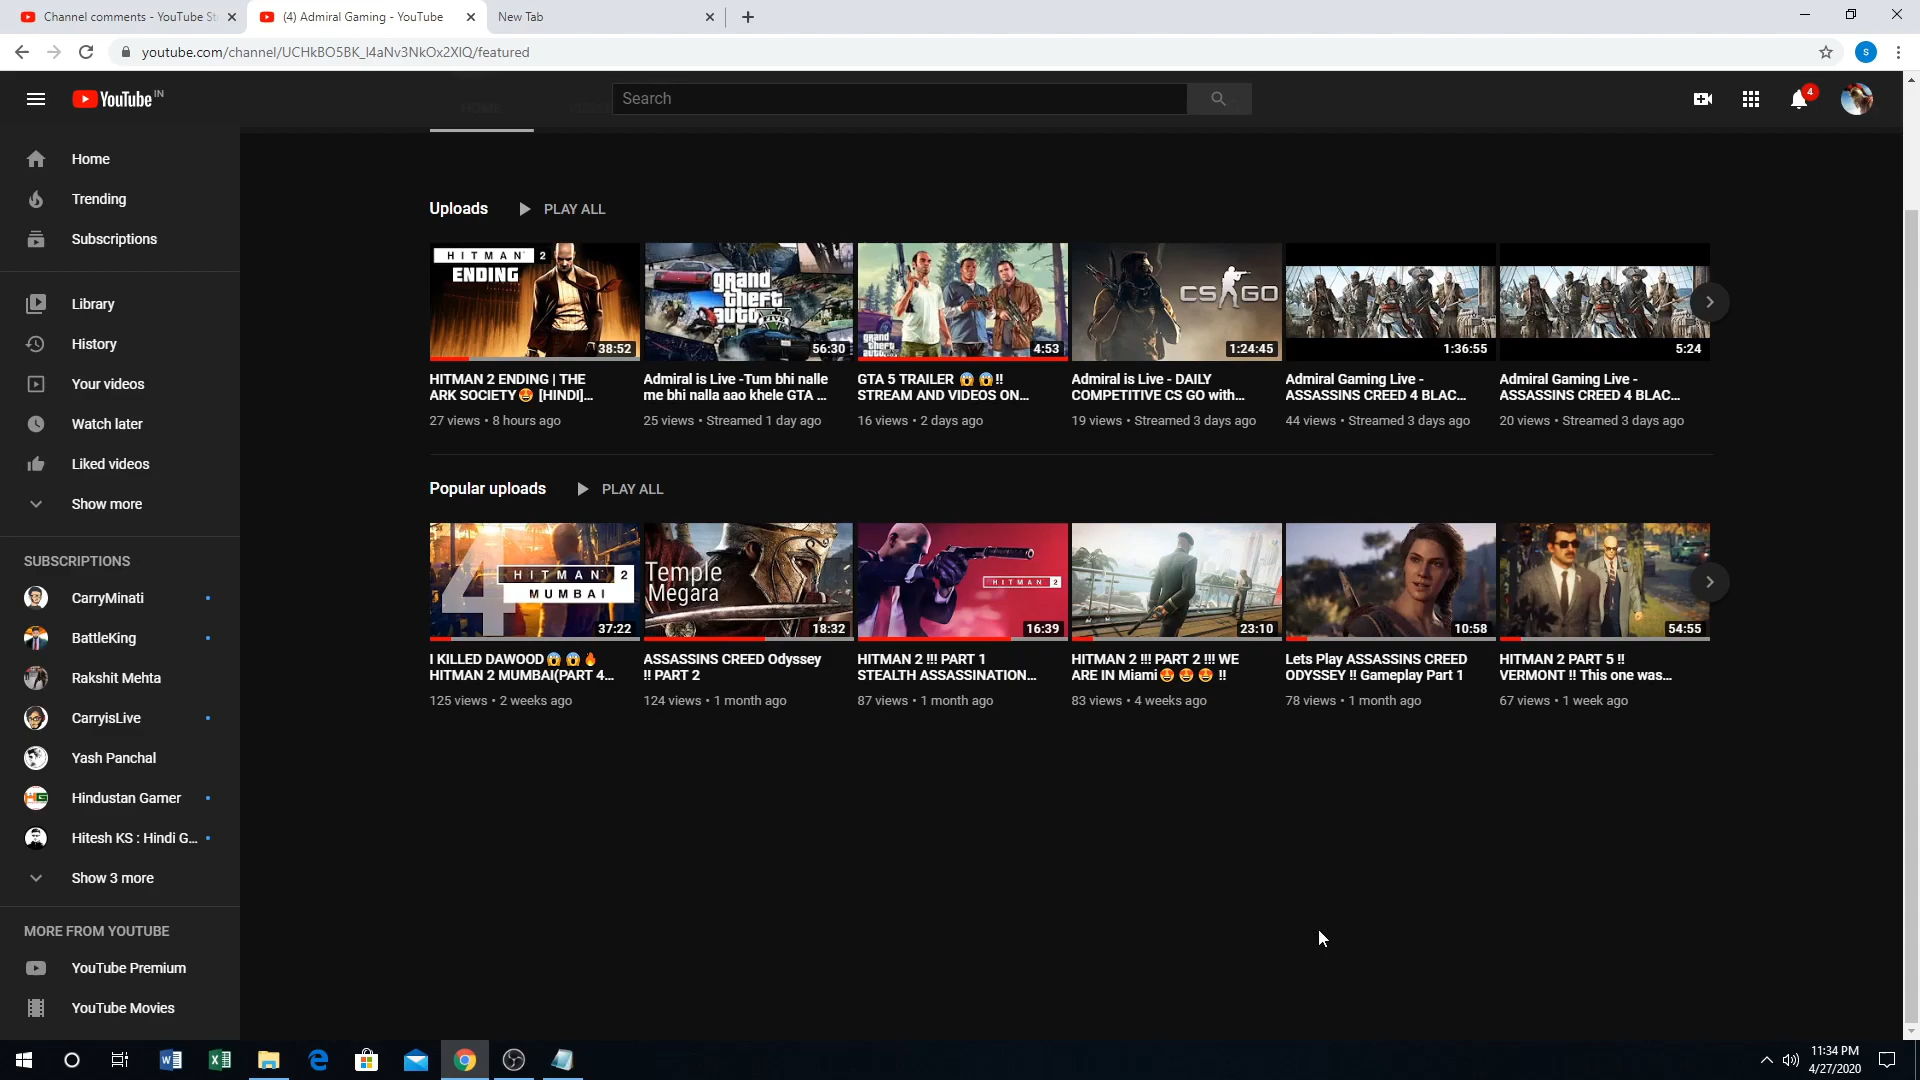 Channel comments - YouTube St
(4) Admiral Gaming - YouTube
New Tab
youtube.com/channel/UCHkBO5BK_I4aNv3NkOx2XIQ/featured
S
YouTube IN
Search
4
Home
Trending
Subscriptions
Library
History
Your videos
Watch later
Liked videos
Show more
SUBSCRIPTIONS
CarryMinati
BattleKing
Rakshit Mehta
CarryisLive
Yash Panchal
Hindustan Gamer
Hitesh KS : Hindi G...
Show 3 more
MORE FROM YOUTUBE
YouTube Premium
YouTube Movies
Uploads
PLAY ALL
HITMAN 2
ENDING
38:52
HITMAN 2 ENDING | THE
ARK SOCIETY🤩 [HINDI]...
27 views • 8 hours ago
grand
theft
auto V
56:30
Admiral is Live -Tum bhi nalle
me bhi nalla aao khele GTA ...
25 views • Streamed 1 day ago
grand
theft
auto
4:53
GTA 5 TRAILER 😱 😱!!
STREAM AND VIDEOS ON...
16 views • 2 days ago
CS GO
1:24:45
Admiral is Live - DAILY
COMPETITIVE CS GO with...
19 views • Streamed 3 days ago
1:36:55
Admiral Gaming Live -
ASSASSINS CREED 4 BLAC...
44 views • Streamed 3 days ago
5:24
Admiral Gaming Live -
ASSASSINS CREED 4 BLAC...
20 views • Streamed 3 days ago
Popular uploads
PLAY ALL
4
HITMAN 2
MUMBAI
37:22
I KILLED DAWOOD😱 😱 🔥
HITMAN 2 MUMBAI(PART 4...
125 views • 2 weeks ago
Temple
Megara
18:32
ASSASSINS CREED Odyssey
!! PART 2
124 views • 1 month ago
HITMAN 2
16:39
HITMAN 2 !!! PART 1
STEALTH ASSASSINATION...
87 views • 1 month ago
23:10
HITMAN 2 !!! PART 2 !!! WE
ARE IN Miami🤩 🤩 🤩 !!
83 views • 4 weeks ago
10:58
Lets Play ASSASSINS CREED
ODYSSEY !! Gameplay Part 1
78 views • 1 month ago
54:55
HITMAN 2 PART 5 !!
VERMONT !! This one was...
67 views • 1 week ago
11:34 PM
4/27/2020